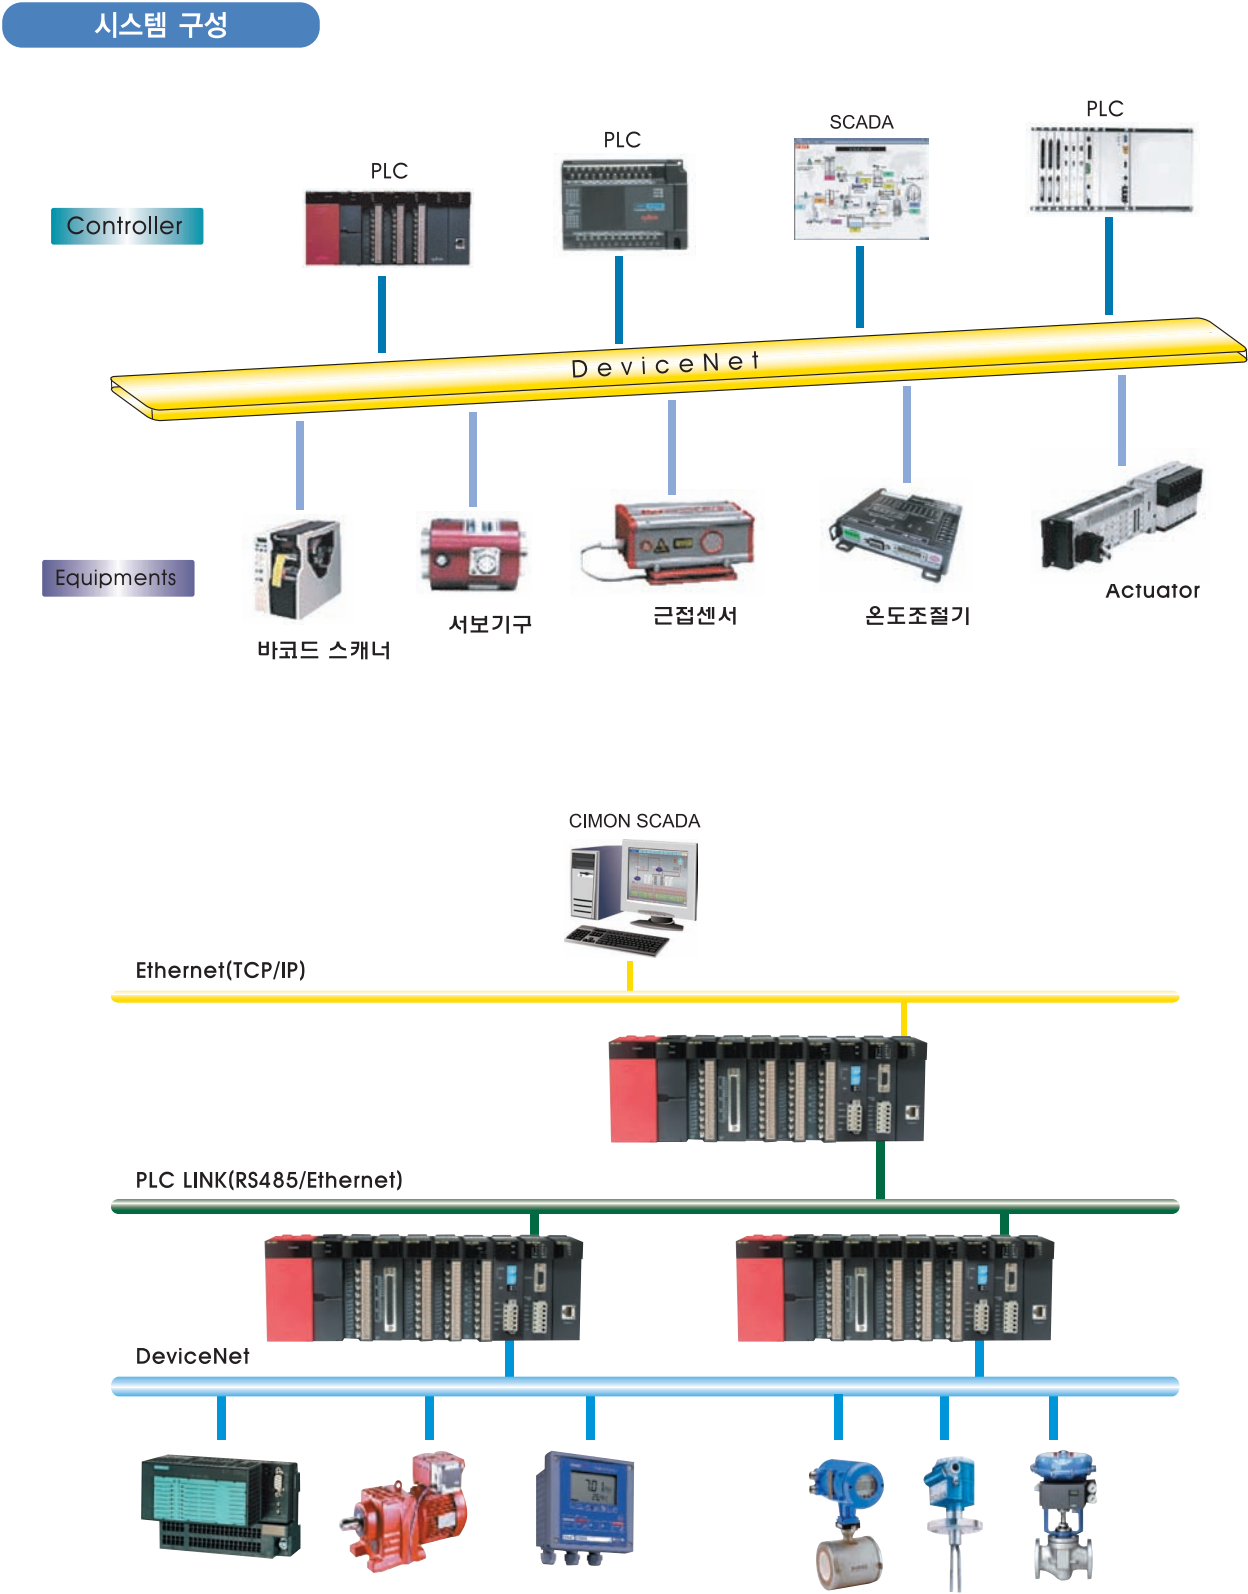 시스템 구성
PLC
PLC
SCADA
PLC
Controller
DeviceNet
Equipments
바코드 스캐너
서보기구
근접센서
온도조절기
Actuator
CIMON SCADA
Ethernet(TCP/IP)
PLC LINK(RS485/Ethernet)
DeviceNet